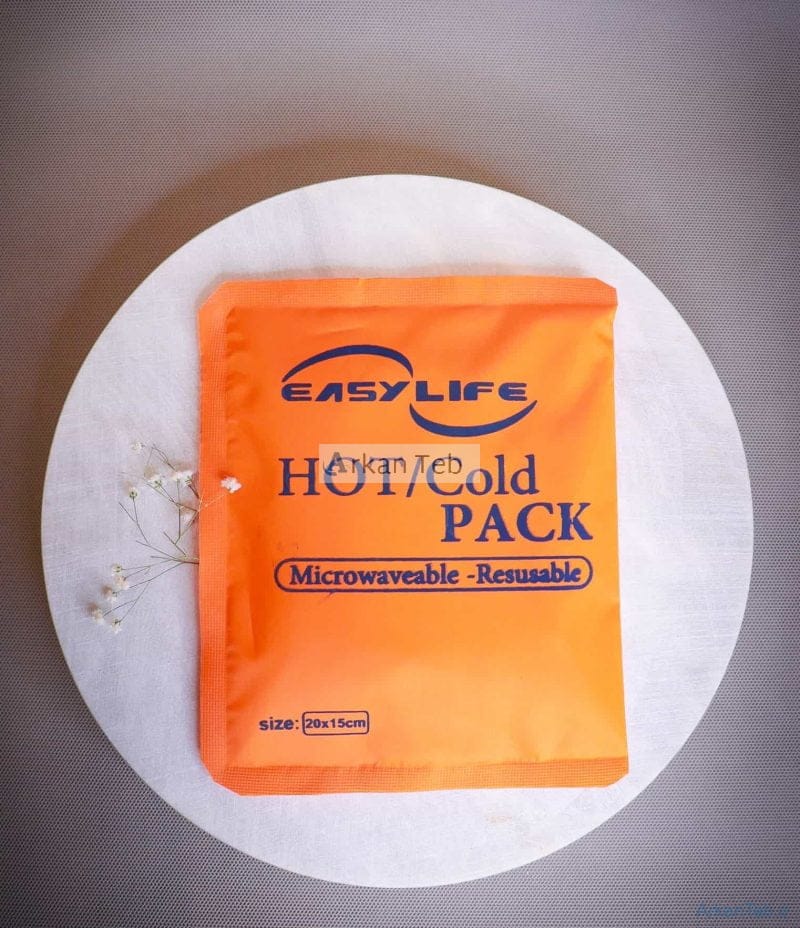 EASYLIFE
Arkan Teb
HOT/Cold
PACK
Microwaveable -Resusable
size: 20x15cm